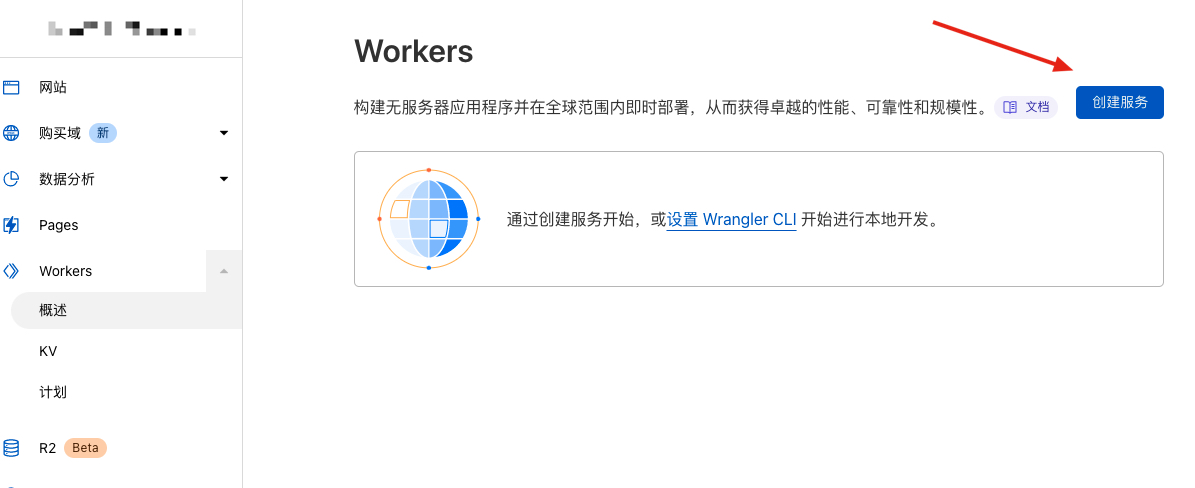 网站
购买域 新
数据分析
Pages
Workers
概述
KV
计划
R2 Beta
Workers
构建无服务器应用程序并在全球范围内即时部署，从而获得卓越的性能、可靠性和规模性。 文档
创建服务
通过创建服务开始，或设置 Wrangler CLI 开始进行本地开发。